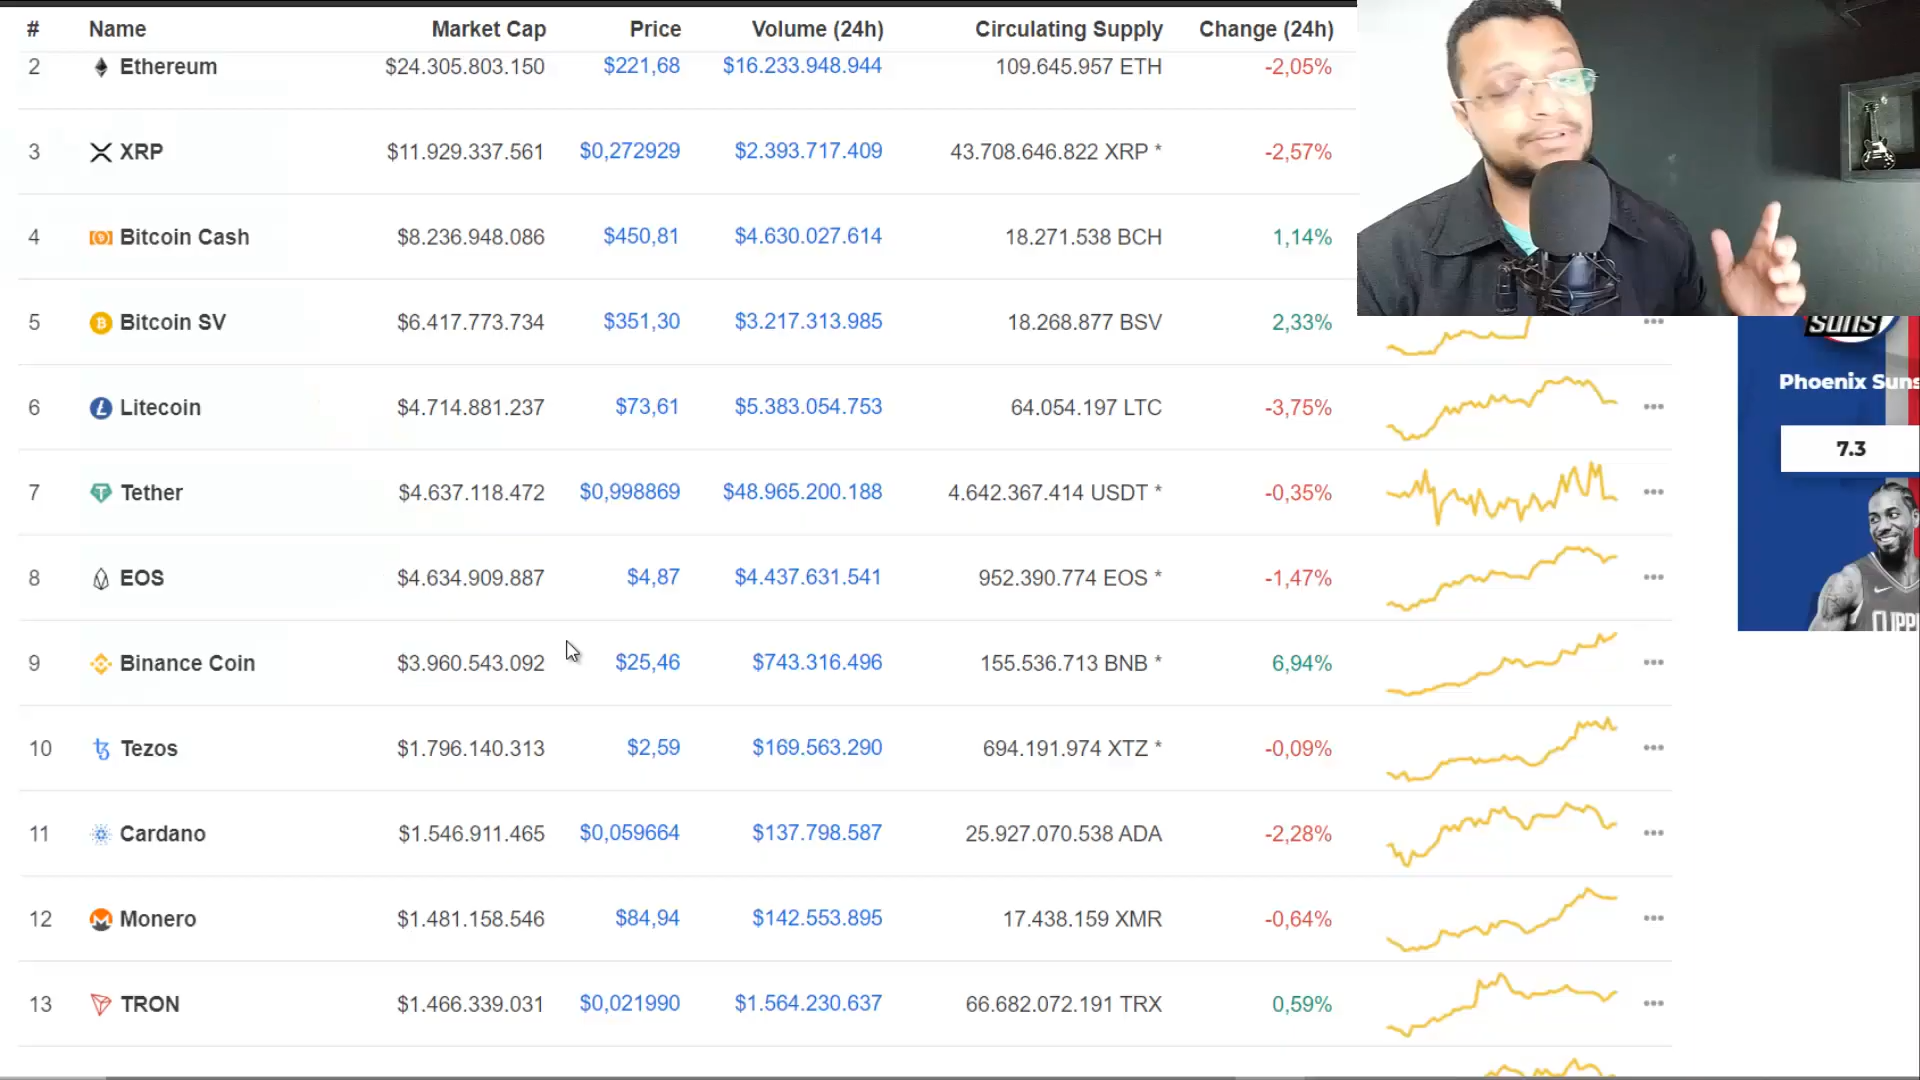 # Name Market Cap Price Volume (24h) Circulating Supply Change (24h)
2 Ethereum $24.305.803.150 $221,68 $16.233.948.944 109.645.957 ETH -2,05%
3 XRP $11.929.337.561 $0,272929 $2.393.717.409 43.708.646.822 XRP * -2,57%
4 Bitcoin Cash $8.236.948.086 $450,81 $4.630.027.614 18.271.538 BCH 1,14%
5 Bitcoin SV $6.417.773.734 $351,30 $3.217.313.985 18.268.877 BSV 2,33%
6 Litecoin $4.714.881.237 $73,61 $5.383.054.753 64.054.197 LTC -3,75%
7 Tether $4.637.118.472 $0,998869 $48.965.200.188 4.642.367.414 USDT * -0,35%
8 EOS $4.634.909.887 $4,87 $4.437.631.541 952.390.774 EOS * -1,47%
9 Binance Coin $3.960.543.092 $25,46 $743.316.496 155.536.713 BNB * 6,94%
10 Tezos $1.796.140.313 $2,59 $169.563.290 694.191.974 XTZ * -0,09%
11 Cardano $1.546.911.465 $0,059664 $137.798.587 25.927.070.538 ADA -2,28%
12 Monero $1.481.158.546 $84,94 $142.553.895 17.438.159 XMR -0,64%
13 TRON $1.466.339.031 $0,021990 $1.564.230.637 66.682.072.191 TRX 0,59%
SUNS
Phoenix Suns
7.3